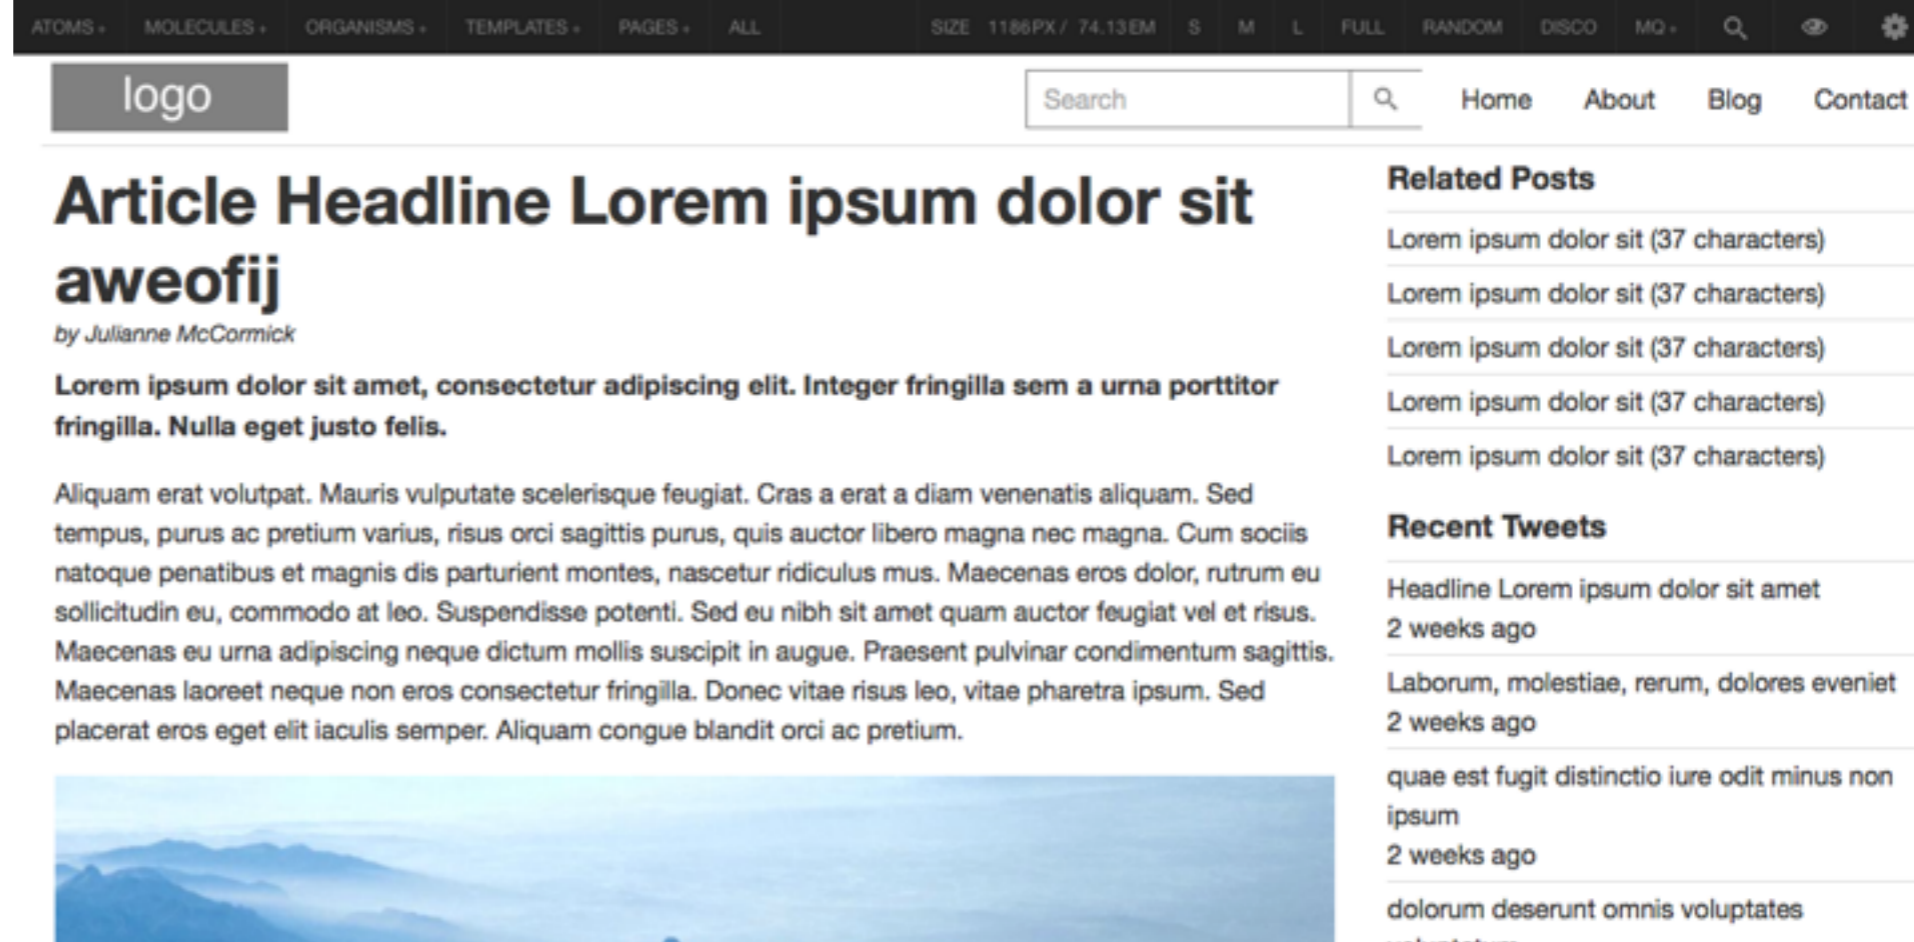 ATOMS + MOLECULES + ORGANISMS + TEMPLATES + PAGES + ALL SIZE 1186PX / 74.13EM S M L FULL RANDOM DISCO MQ +
logo Search Home About Blog Contact
Article Headline Lorem ipsum dolor sit
aweofij
by Julianne McCormick
Lorem ipsum dolor sit amet, consectetur adipiscing elit. Integer fringilla sem a urna porttitor
fringilla. Nulla eget justo felis.
Aliquam erat volutpat. Mauris vulputate scelerisque feugiat. Cras a erat a diam venenatis aliquam. Sed
tempus, purus ac pretium varius, risus orci sagittis purus, quis auctor libero magna nec magna. Cum sociis
natoque penatibus et magnis dis parturient montes, nascetur ridiculus mus. Maecenas eros dolor, rutrum eu
sollicitudin eu, commodo at leo. Suspendisse potenti. Sed eu nibh sit amet quam auctor feugiat vel et risus.
Maecenas eu urna adipiscing neque dictum mollis suscipit in augue. Praesent pulvinar condimentum sagittis.
Maecenas laoreet neque non eros consectetur fringilla. Donec vitae risus leo, vitae pharetra ipsum. Sed
placerat eros eget elit iaculis semper. Aliquam congue blandit orci ac pretium.
Related Posts
Lorem ipsum dolor sit (37 characters)
Lorem ipsum dolor sit (37 characters)
Lorem ipsum dolor sit (37 characters)
Lorem ipsum dolor sit (37 characters)
Lorem ipsum dolor sit (37 characters)
Recent Tweets
Headline Lorem ipsum dolor sit amet
2 weeks ago
Laborum, molestiae, rerum, dolores eveniet
2 weeks ago
quae est fugit distinctio iure odit minus non
ipsum
2 weeks ago
dolorum deserunt omnis voluptates